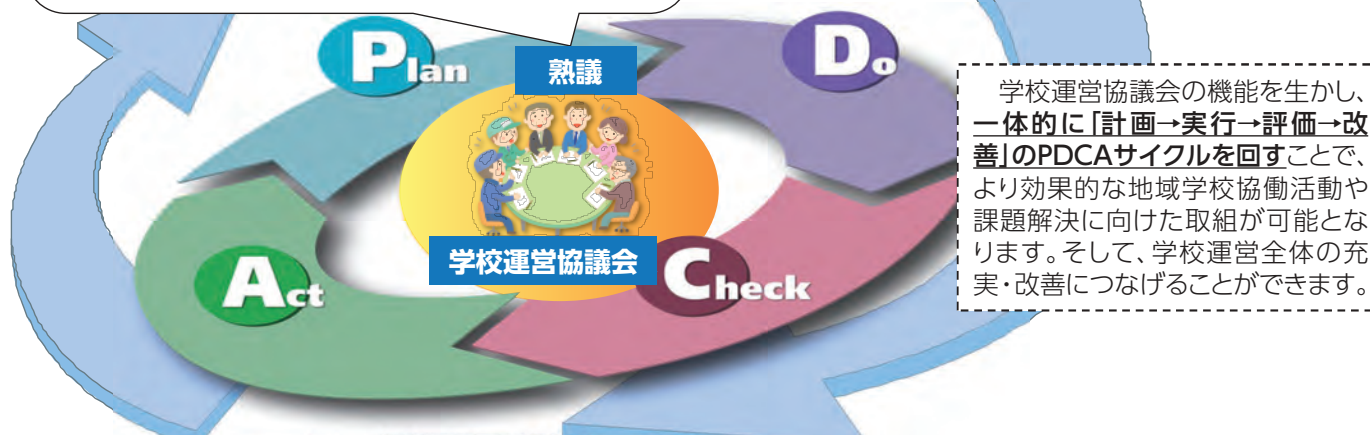 Plan
Do
熟議
学校運営協議会
Act
Check
学校運営協議会の機能を生かし、
一体的に「計画→実行→評価→改
善」のPDCAサイクルを回すことで、
より効果的な地域学校協働活動や
課題解決に向けた取組が可能とな
ります。そして、学校運営全体の充
実・改善につなげることができます。